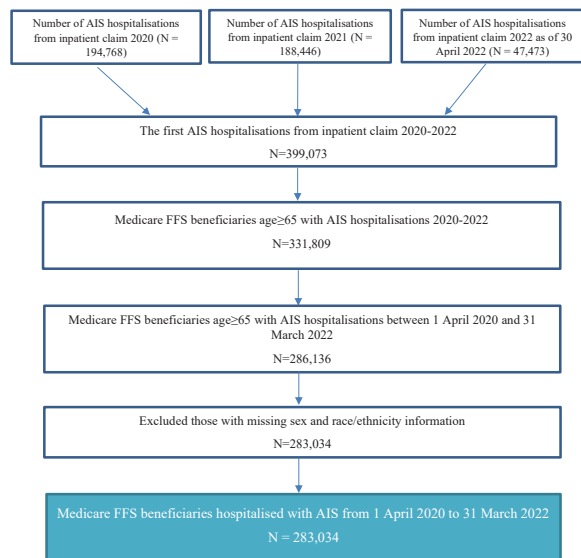 Number of AIS hospitalisations
from inpatient claim 2020 (N =
194,768)
Number of AIS hospitalisations
from inpatient claim 2021 (N =
188,446)
Number of AIS hospitalisations
from inpatient claim 2022 as of 30
April 2022 (N = 47,473)
The first AIS hospitalisations from inpatient claim 2020-2022
N=399,073
Medicare FFS beneficiaries age≥65 with AIS hospitalisations 2020-2022
N=331,809
Medicare FFS beneficiaries age≥65 with AIS hospitalisations between 1 April 2020 and 31
March 2022
N=286,136
Excluded those with missing sex and race/ethnicity information
N=283,034
Medicare FFS beneficiaries hospitalised with AIS from 1 April 2020 to 31 March 2022
N = 283,034